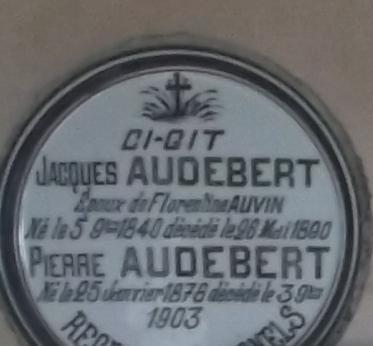 CI-GIT
JACQUES AUDEBERT
Epoux de Florentine AUVIN
Né le 5 9bre 1840 décédé le 26 Mai 1890
PIERRE AUDEBERT
Né le 25 Janvier 1876 décédé le 3 9bre
1903